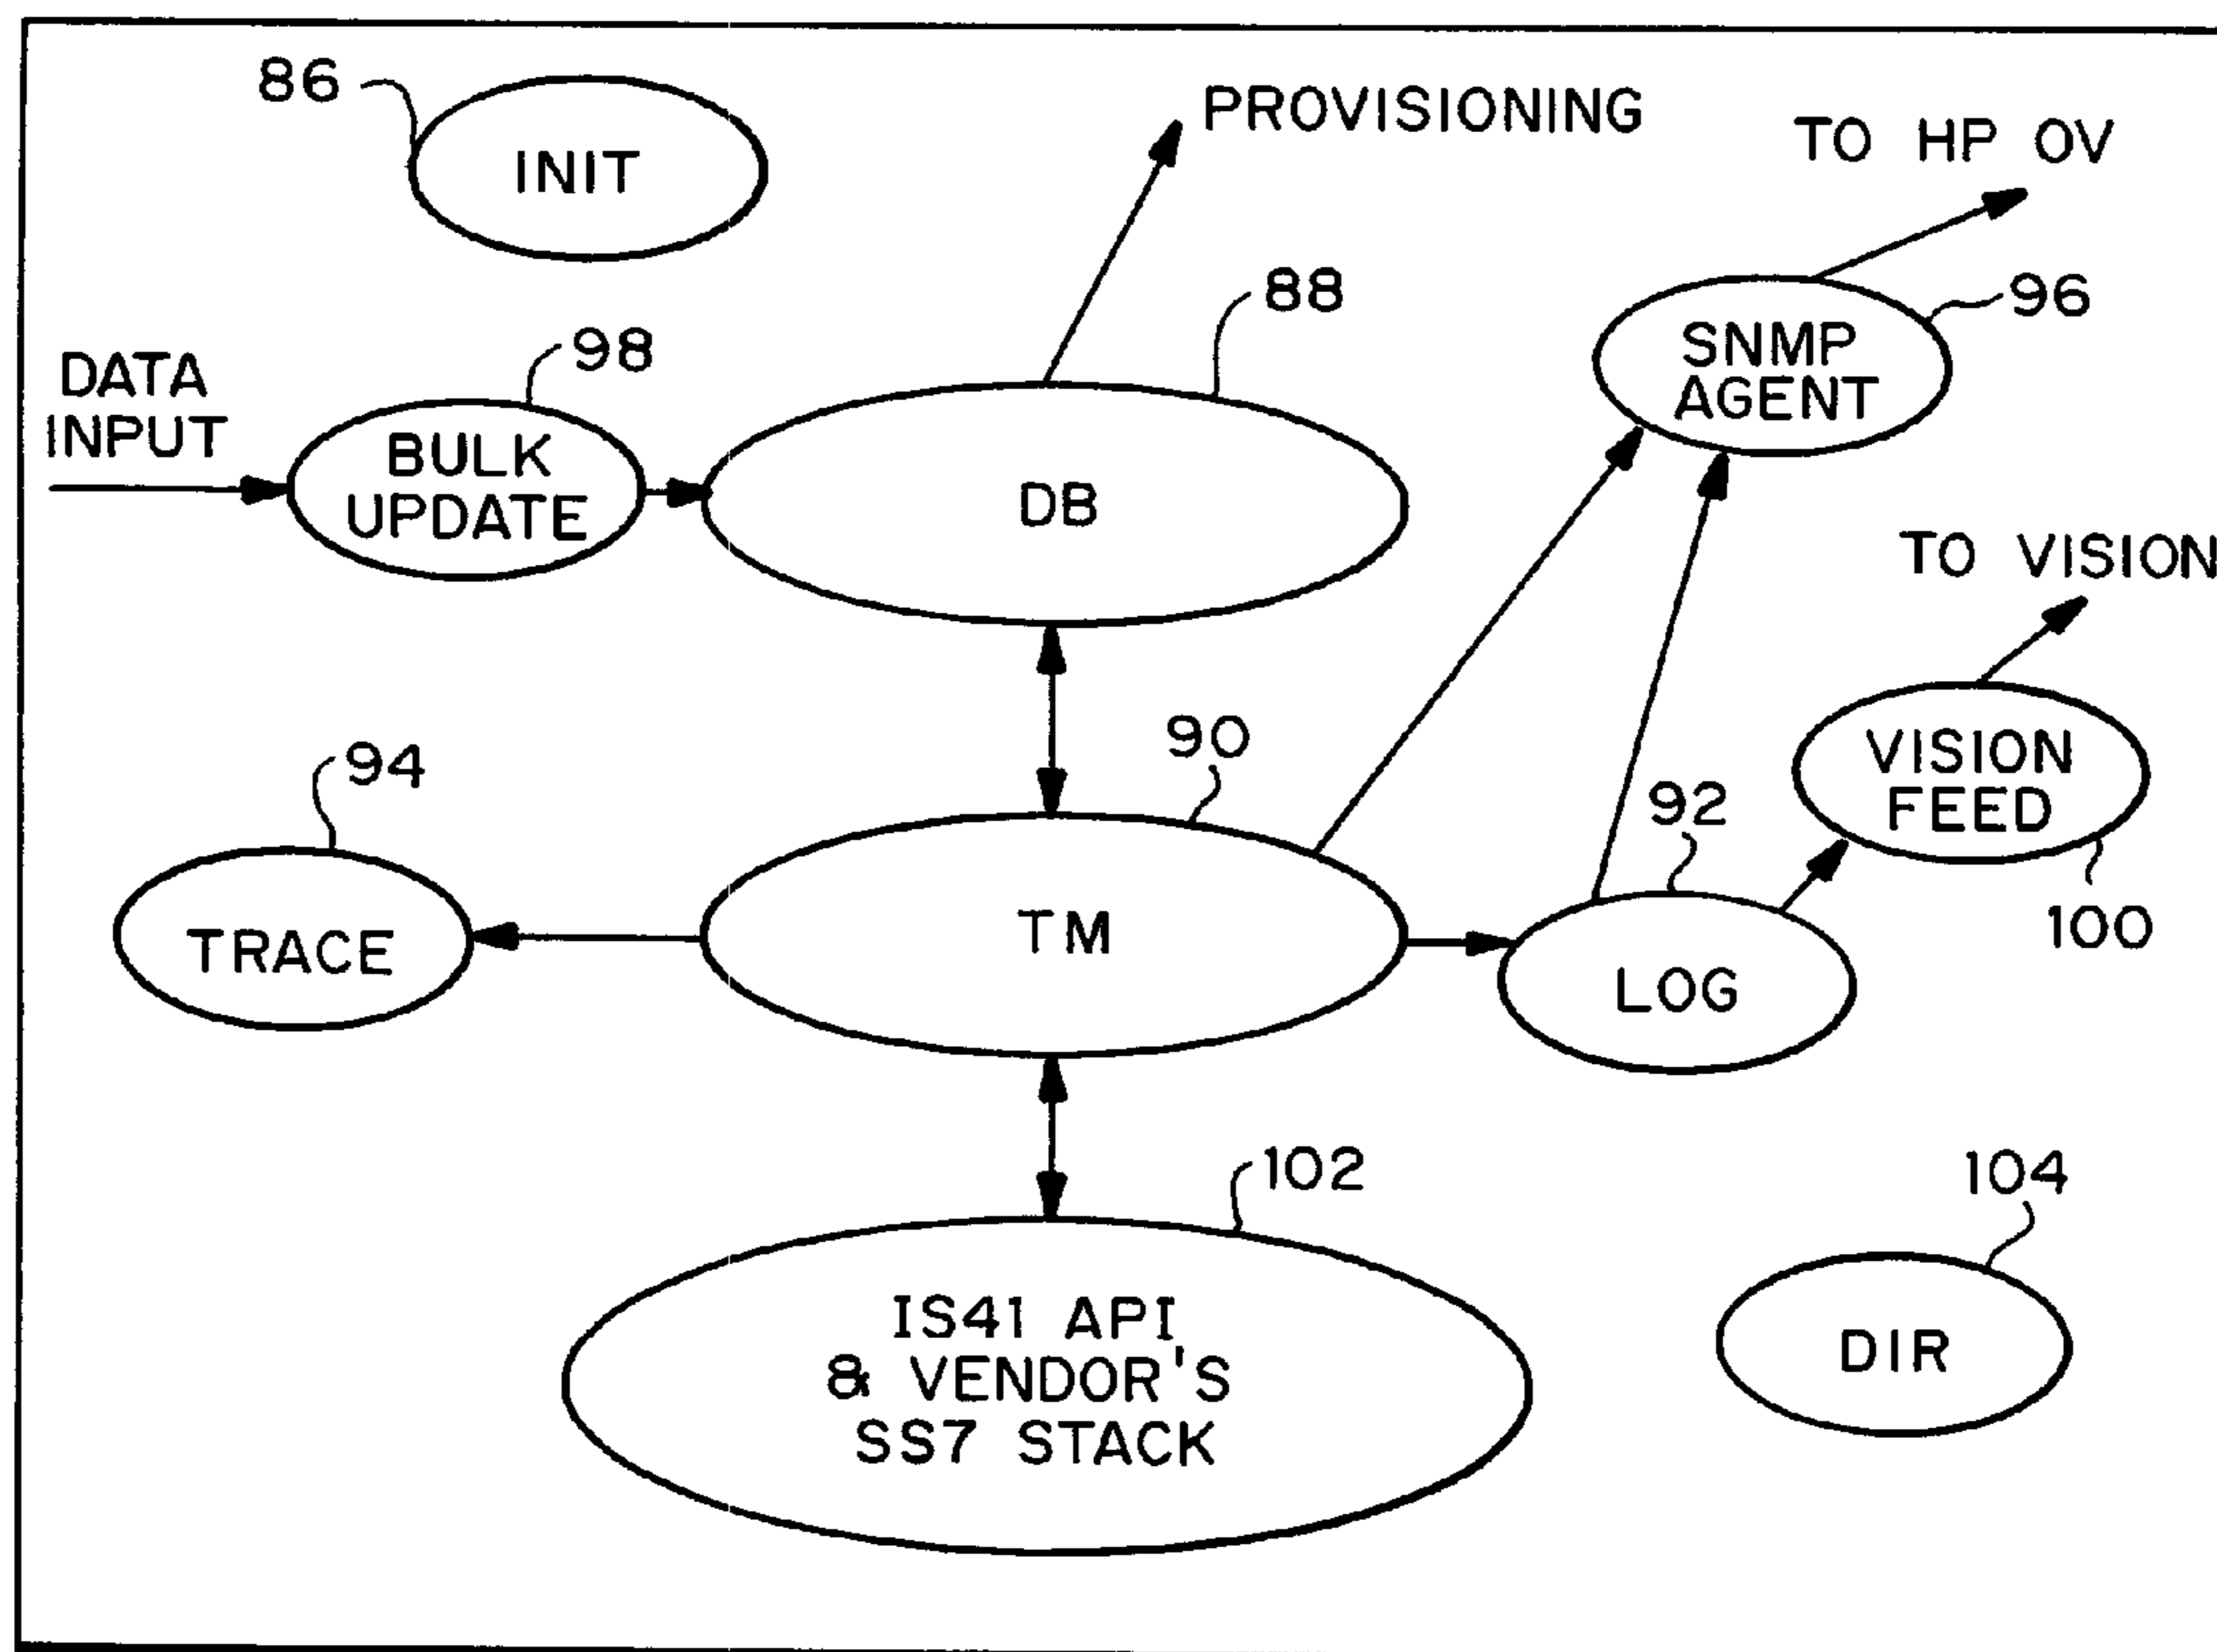 86
INIT
PROVISIONING
TO HP OV
88
96
SNMP
AGENT
98
DATA
INPUT
BULK
UPDATE
DB
TO VISION
90
94
92
VISION
FEED
100
TRACE
TM
LOG
102
104
IS41 API
& VENDOR'S
SS7 STACK
DIR